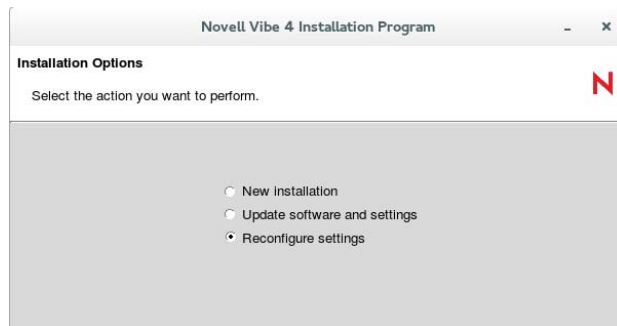 Novell Vibe 4 Installation Program
Installation Options
Select the action you want to perform.
N
New installation
Update software and settings
Reconfigure settings